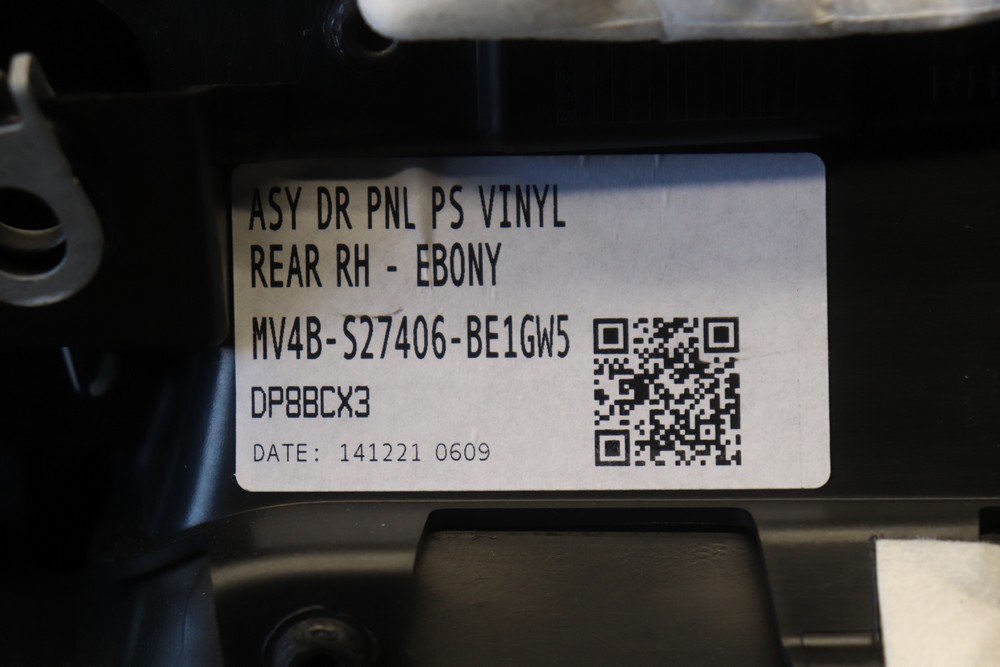 ASY DR PNL PS VINYL
REAR RH - EBONY
MV4B-S27406-BE1GW5
DP8BCX3
DATE: 141221 0609